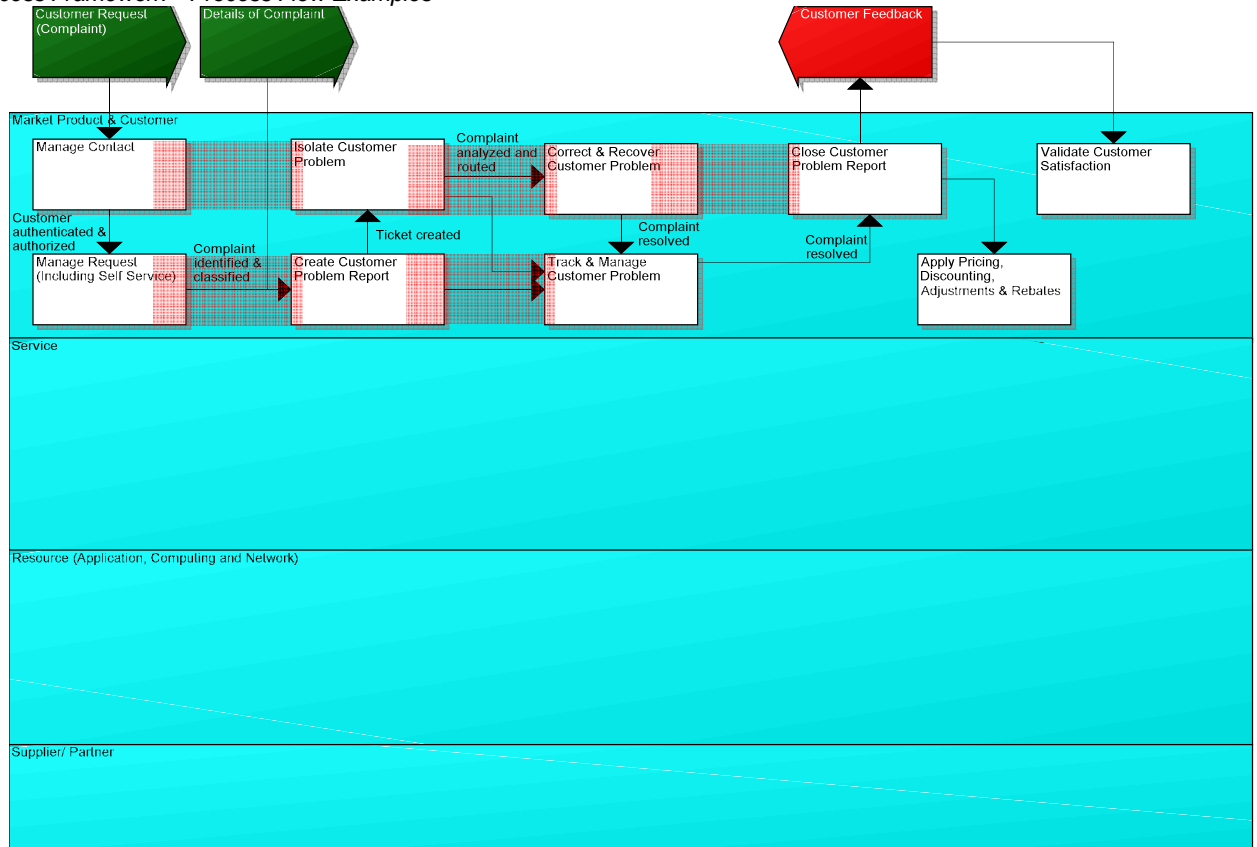 Process Flow Examples
Customer Request
(Complaint)
Details of Complaint
Customer Feedback
Market Product & Customer
Manage Contact
Isolate Customer
Problem
Complaint
analyzed and
routed
Correct & Recover
Customer Problem
Close Customer
Problem Report
Validate Customer
Satisfaction
Customer
authenticated &
authorized
Ticket created
Complaint
resolved
Complaint
resolved
Manage Request
(Including Self Service)
Complaint
identified &
classified
Create Customer
Problem Report
Track & Manage
Customer Problem
Apply Pricing,
Discounting,
Adjustments & Rebates
Service
Resource (Application, Computing and Network)
Supplier/ Partner